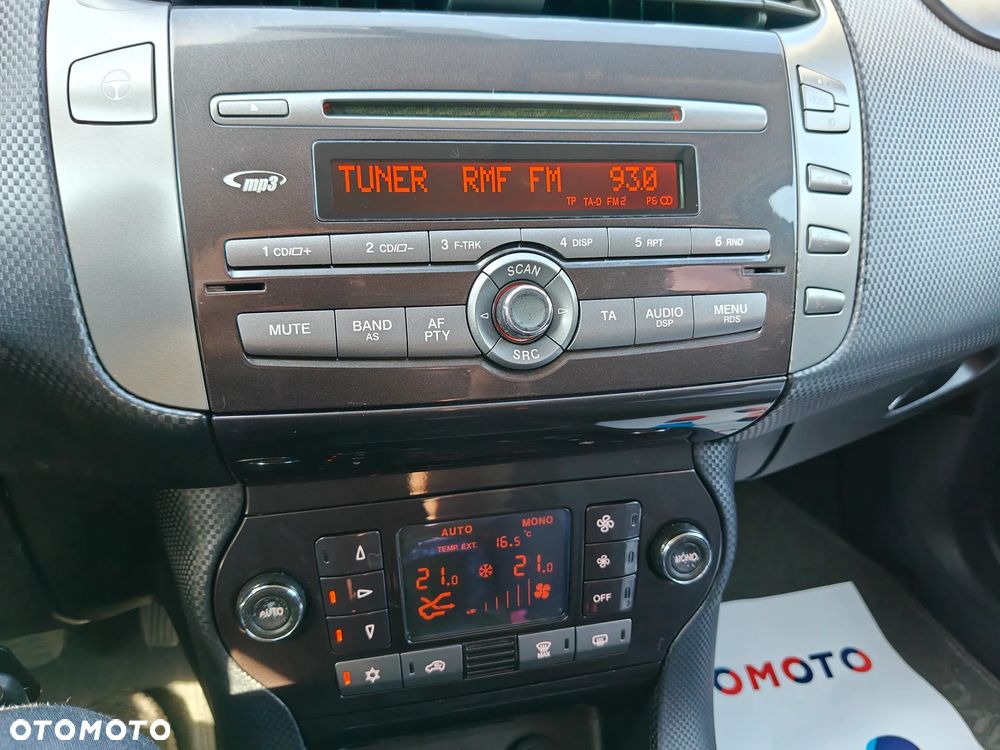 mp3
TUNER RMF FM 93.0
TP TA-D FM2 P6
1 CD+ 2 CD- 3 F-TRK 4 DISP 5 RPT 6 RND
SCAN
MUTE BAND AS AF PTY TA AUDIO DSP MENU RDS
SRC
AUTO MONO
TEMP. EXT. 16.5 °C
21.0 21.0
AUTO MONO
OFF
MAX
OTOMOTO
OTOMOTO